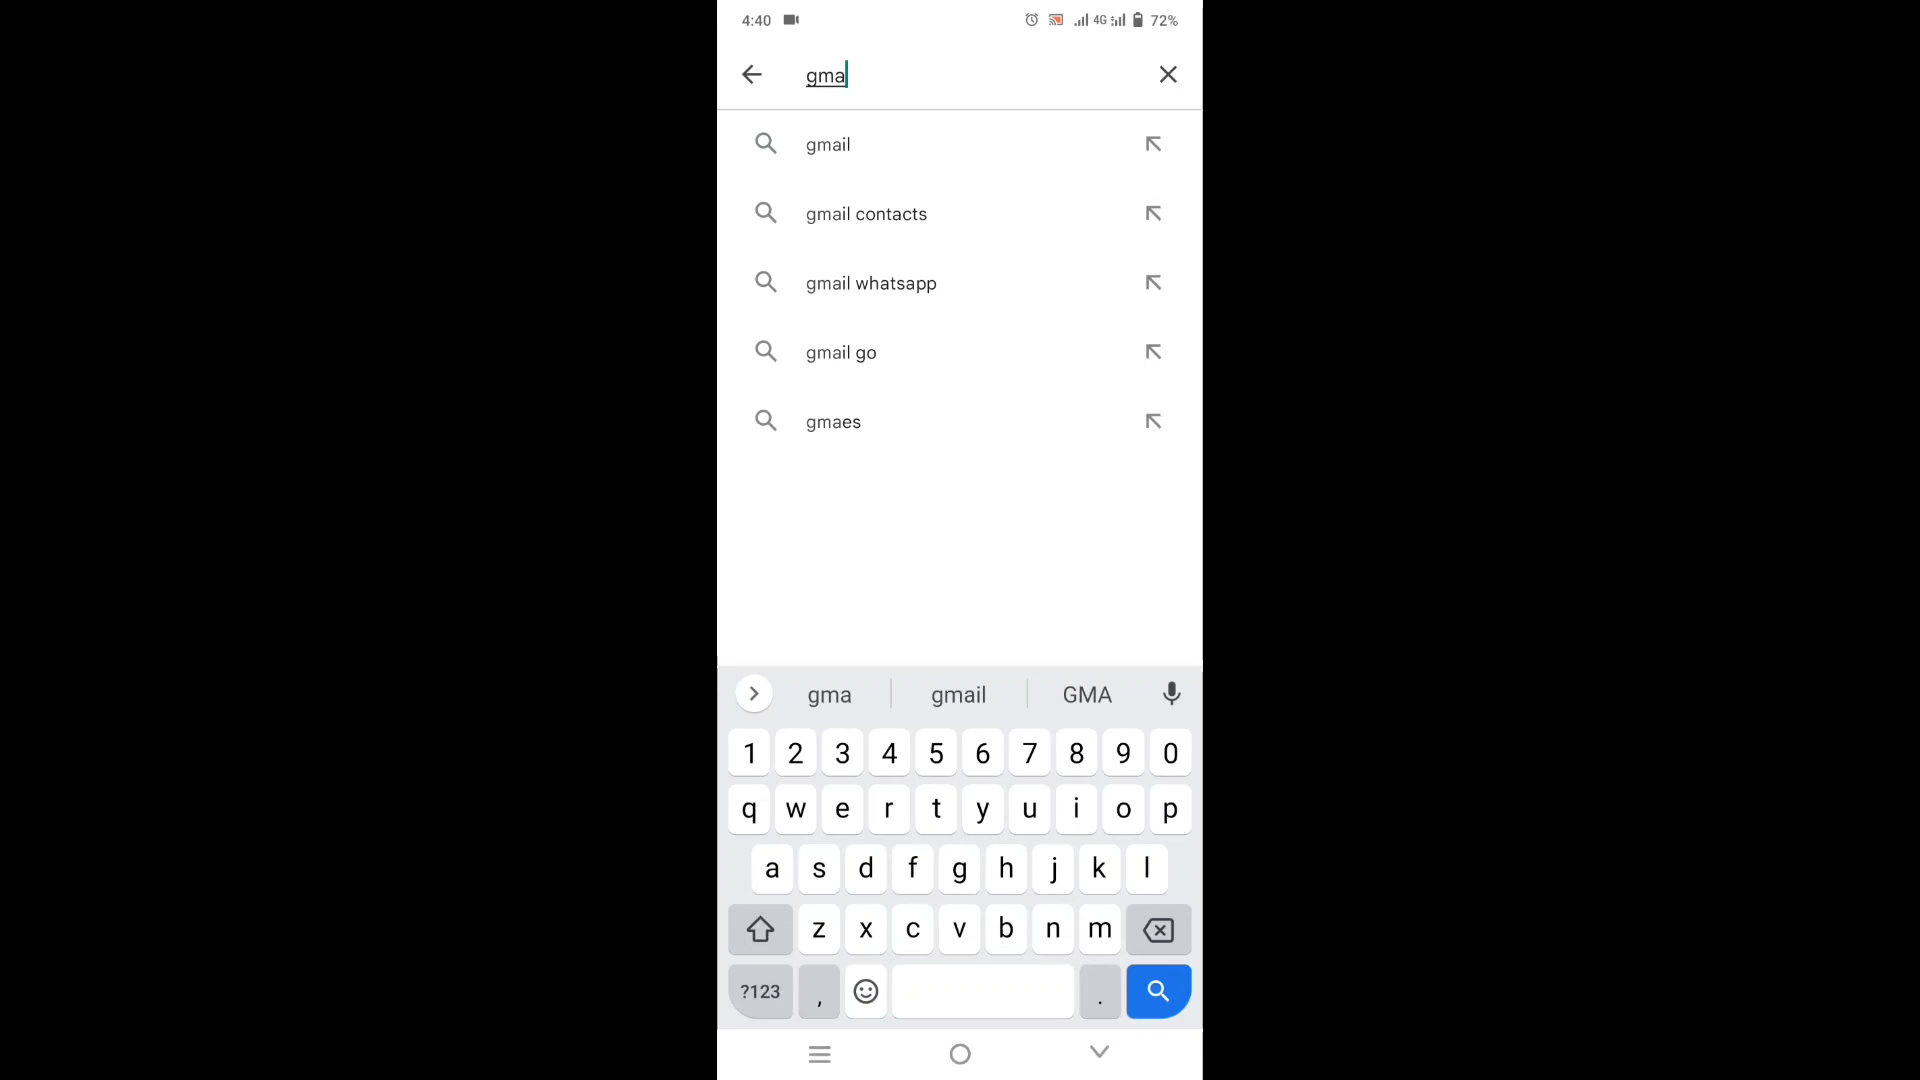 4:40 4G 72%
gma
gmail
gmail contacts
gmail whatsapp
gmail go
gmaes
gma gmail GMA
1 2 3 4 5 6 7 8 9 0
q w e r t y u i o p
a s d f g h j k l
z x c v b n m
?123 , .